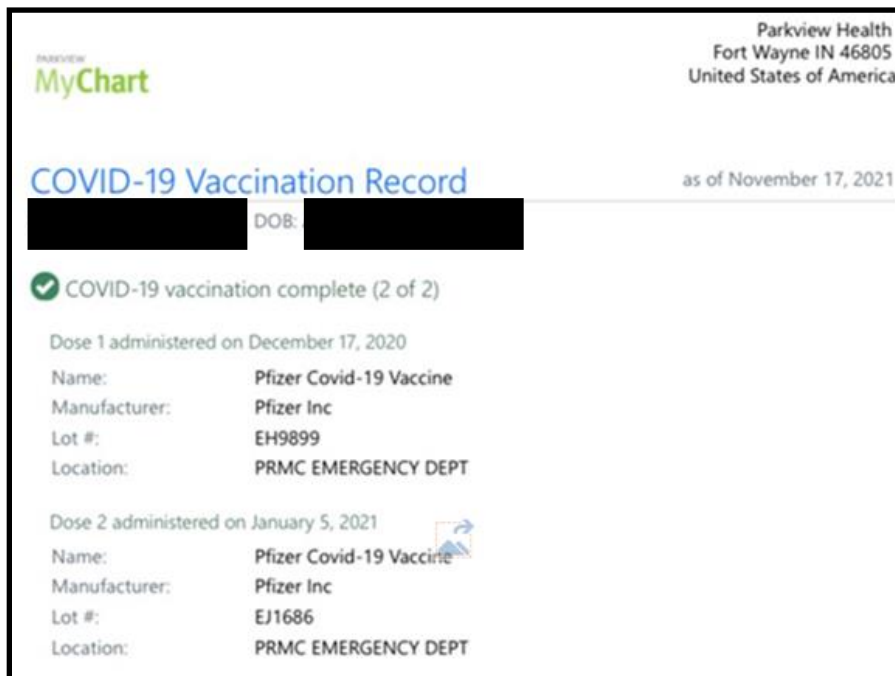 Parkview Health
Fort Wayne IN 46805
United States of America
PARKVIEW
MyChart
COVID-19 Vaccination Record
as of November 17, 2021
DOB:
COVID-19 vaccination complete (2 of 2)
Dose 1 administered on December 17, 2020
Name: Pfizer Covid-19 Vaccine
Manufacturer: Pfizer Inc
Lot #: EH9899
Location: PRMC EMERGENCY DEPT
Dose 2 administered on January 5, 2021
Name: Pfizer Covid-19 Vaccine
Manufacturer: Pfizer Inc
Lot #: EJ1686
Location: PRMC EMERGENCY DEPT